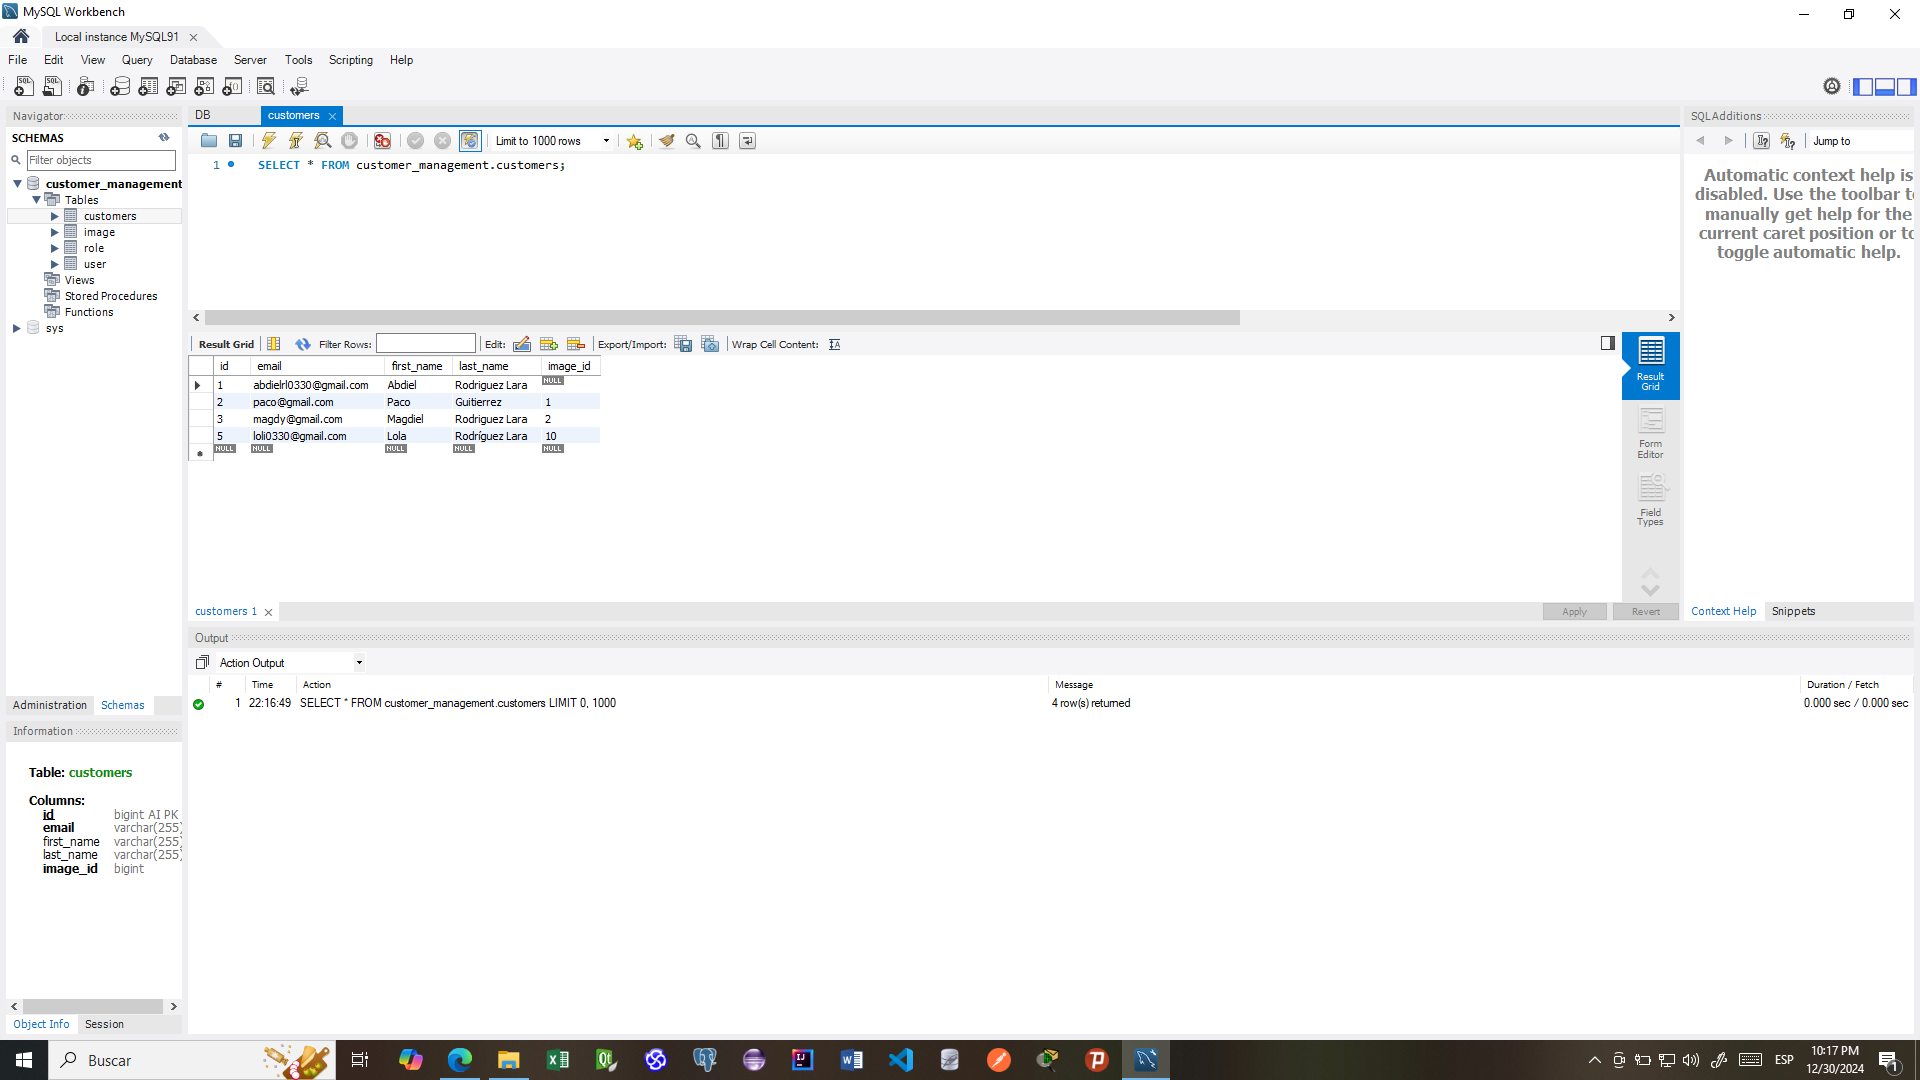 MySQL Workbench
Local instance MySQL91
File Edit View Query Database Server Tools Scripting Help
Navigator
SCHEMAS
Filter objects
customer_management
Tables
customers
image
role
user
Views
Stored Procedures
Functions
sys
Administration Schemas
Information
Table: customers
Columns:
id bigint AI PK
email varchar(255)
first_name varchar(255)
last_name varchar(255)
image_id bigint
Object Info Session
DB customers
Limit to 1000 rows
1 SELECT * FROM customer_management.customers;
Result Grid Filter Rows: Edit: Export/Import: Wrap Cell Content:
id email first_name last_name image_id
1 abdielrl0330@gmail.com Abdiel Rodriguez Lara NULL
2 paco@gmail.com Paco Guitierrez 1
3 magdy@gmail.com Magdiel Rodriguez Lara 2
5 loli0330@gmail.com Lola Rodríguez Lara 10
NULL NULL NULL NULL NULL
Result
Grid
Form
Editor
Field
Types
customers 1
Apply Revert
SQLAdditions
Jump to
Automatic context help is
disabled. Use the toolbar to
manually get help for the
current caret position or to
toggle automatic help.
Context Help Snippets
Output
Action Output
# Time Action Message Duration / Fetch
1 22:16:49 SELECT * FROM customer_management.customers LIMIT 0, 1000 4 row(s) returned 0.000 sec / 0.000 sec
Buscar
ESP
10:17 PM
12/30/2024
1